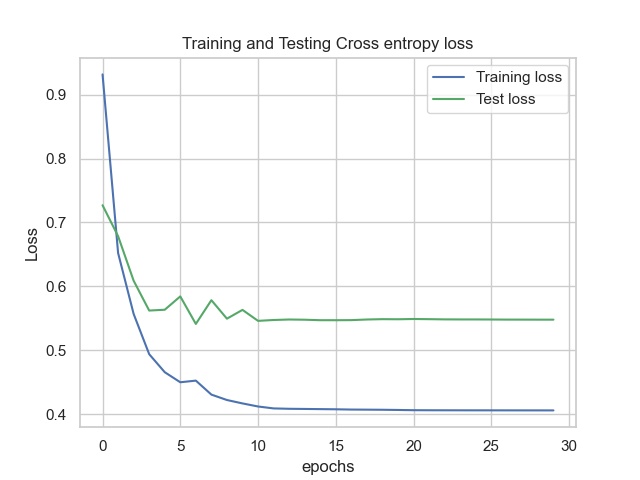 Training and Testing Cross entropy loss
Training loss
Test loss
0.9
0.8
0.7
0.6
0.5
0.4
Loss
0 5 10 15 20 25 30
epochs